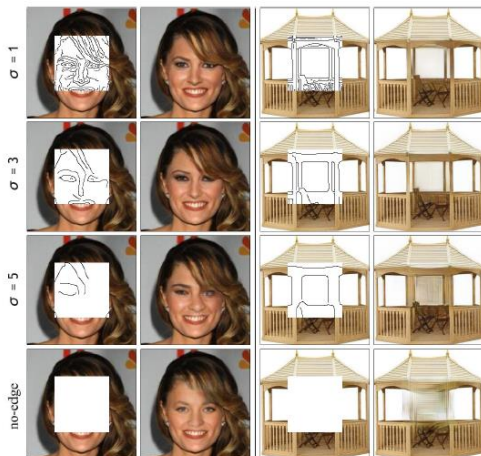 σ = 1
σ = 3
σ = 5
no-edge